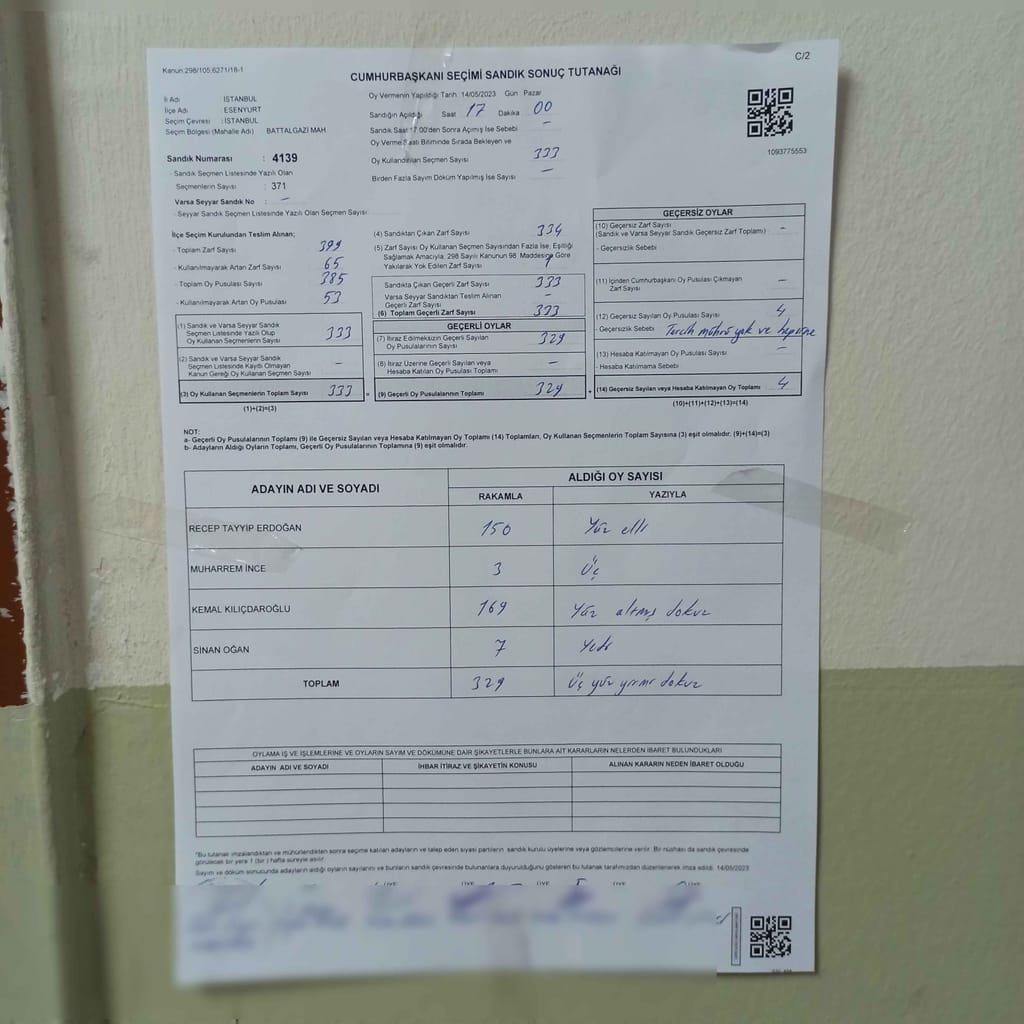 C/2
Kanun:298/105,6271/18-1
CUMHURBAŞKANI SEÇİMİ SANDIK SONUÇ TUTANAĞI
İli Adı : İSTANBUL
İlçe Adı : ESENYURT
Seçim Çevresi : İSTANBUL
Seçim Bölgesi (Mahalle Adı) BATTALGAZİ MAH.
Sandık Numarası : 4139
- Sandık Seçmen Listesinde Yazılı Olan
Seçmenlerin Sayısı : 371
Varsa Seyyar Sandık No : –
- Seyyar Sandık Seçmen Listesinde Yazılı Olan Seçmen Sayısı:
Oy Vermenin Yapıldığı Tarih: 14/05/2023 Gün : Pazar
Sandığın Açıldığı Saat 17 Dakika 00
Sandık Saat 17:00'den Sonra Açılmış İse Sebebi –
Oy Verme Saati Bitiminde Sırada Bekleyen ve
Oy Kullandırılan Seçmen Sayısı 333
Birden Fazla Sayım Döküm Yapılmış İse Sayısı –
1093775553
İlçe Seçim Kurulundan Teslim Alınan;
- Toplam Zarf Sayısı 399
- Kullanılmayarak Artan Zarf Sayısı 65
- Toplam Oy Pusulası Sayısı 385
- Kullanılmayarak Artan Oy Pusulası 53
(1) Sandık ve Varsa Seyyar Sandık
Seçmen Listesinde Yazılı Olup
Oy Kullanan Seçmenlerin Sayısı 333
(2) Sandık ve Varsa Seyyar Sandık
Seçmen Listesinde Kayıtlı Olmayan
Kanun Gereği Oy Kullanan Seçmen Sayısı –
(3) Oy Kullanan Seçmenlerin Toplam Sayısı 333 =
(1)+(2)=(3)
(4) Sandıktan Çıkan Zarf Sayısı 334
(5) Zarf Sayısı Oy Kullanan Seçmen Sayısından Fazla İse, Eşitliği
Sağlamak Amacıyla, 298 Sayılı Kanunun 98. Maddesine Göre
Yakılarak Yok Edilen Zarf Sayısı 1
Sandıkta Çıkan Geçerli Zarf Sayısı 333
Varsa Seyyar Sandıktan Teslim Alınan
Geçerli Zarf Sayısı –
(6) Toplam Geçerli Zarf Sayısı 333
GEÇERLİ OYLAR
(7) İtiraz Edilmeksizin Geçerli Sayılan
Oy Pusulalarının Sayısı 329
(8) İtiraz Üzerine Geçerli Sayılan veya
Hesaba Katılan Oy Pusulası Toplamı –
(9) Geçerli Oy Pusulalarının Toplamı 329 +
GEÇERSİZ OYLAR
(10) Geçersiz Zarf Sayısı
(Sandık ve Varsa Seyyar Sandık Geçersiz Zarf Toplamı) –
- Geçersizlik Sebebi
(11) İçinden Cumhurbaşkanı Oy Pusulası Çıkmayan
Zarf Sayısı –
(12) Geçersiz Sayılan Oy Pusulası Sayısı 4
- Geçersizlik Sebebi Tercih mührü yok ve hepsine
(13) Hesaba Katılmayan Oy Pusulası Sayısı –
- Hesaba Katılmama Sebebi
(14) Geçersiz Sayılan veya Hesaba Katılmayan Oy Toplamı 4
(10)+(11)+(12)+(13)=(14)
NOT:
a- Geçerli Oy Pusulalarının Toplamı (9) ile Geçersiz Sayılan veya Hesaba Katılmayan Oy Toplamı (14) Toplamları, Oy Kullanan Seçmenlerin Toplam Sayısına (3) eşit olmalıdır. (9)+(14)=(3)
b- Adayların Aldığı Oyların Toplamı, Geçerli Oy Pusulalarının Toplamına (9) eşit olmalıdır.
ADAYIN ADI VE SOYADI ALDIĞI OY SAYISI
RAKAMLA YAZIYLA
RECEP TAYYİP ERDOĞAN 150 Yüz elli
MUHARREM İNCE 3 Üç
KEMAL KILIÇDAROĞLU 169 Yüz altmış dokuz
SİNAN OĞAN 7 Yedi
TOPLAM 329 Üç yüz yirmi dokuz
OYLAMA İŞ VE İŞLEMLERİNE VE OYLARIN SAYIM VE DÖKÜMÜNE DAİR ŞİKAYETLERLE BUNLARA AİT KARARLARIN NELERDEN İBARET BULUNDUKLARI
ADAYIN ADI VE SOYADI İHBAR İTİRAZ VE ŞİKAYETİN KONUSU ALINAN KARARIN NEDEN İBARET OLDUĞU
*Bu tutanak imzalandıktan ve mühürlendikten sonra seçime katılan adayların ve talep eden siyasi partilerin sandık kurulu üyelerine veya gözlemcilerine verilir. Bir nüshası da sandık çevresinde
görülecek bir yere 1 (bir) hafta süreyle asılır.
Sayım ve döküm sonucunda adayların aldığı oyların sayılarını ve bunların sandık çevresinde bulunanlara duyurulduğunu gösteren bu tutanak tarafımızdan düzenlenerek imza edildi. 14/05/2023
ÜYE ÜYE ÜYE ÜYE ÜYE